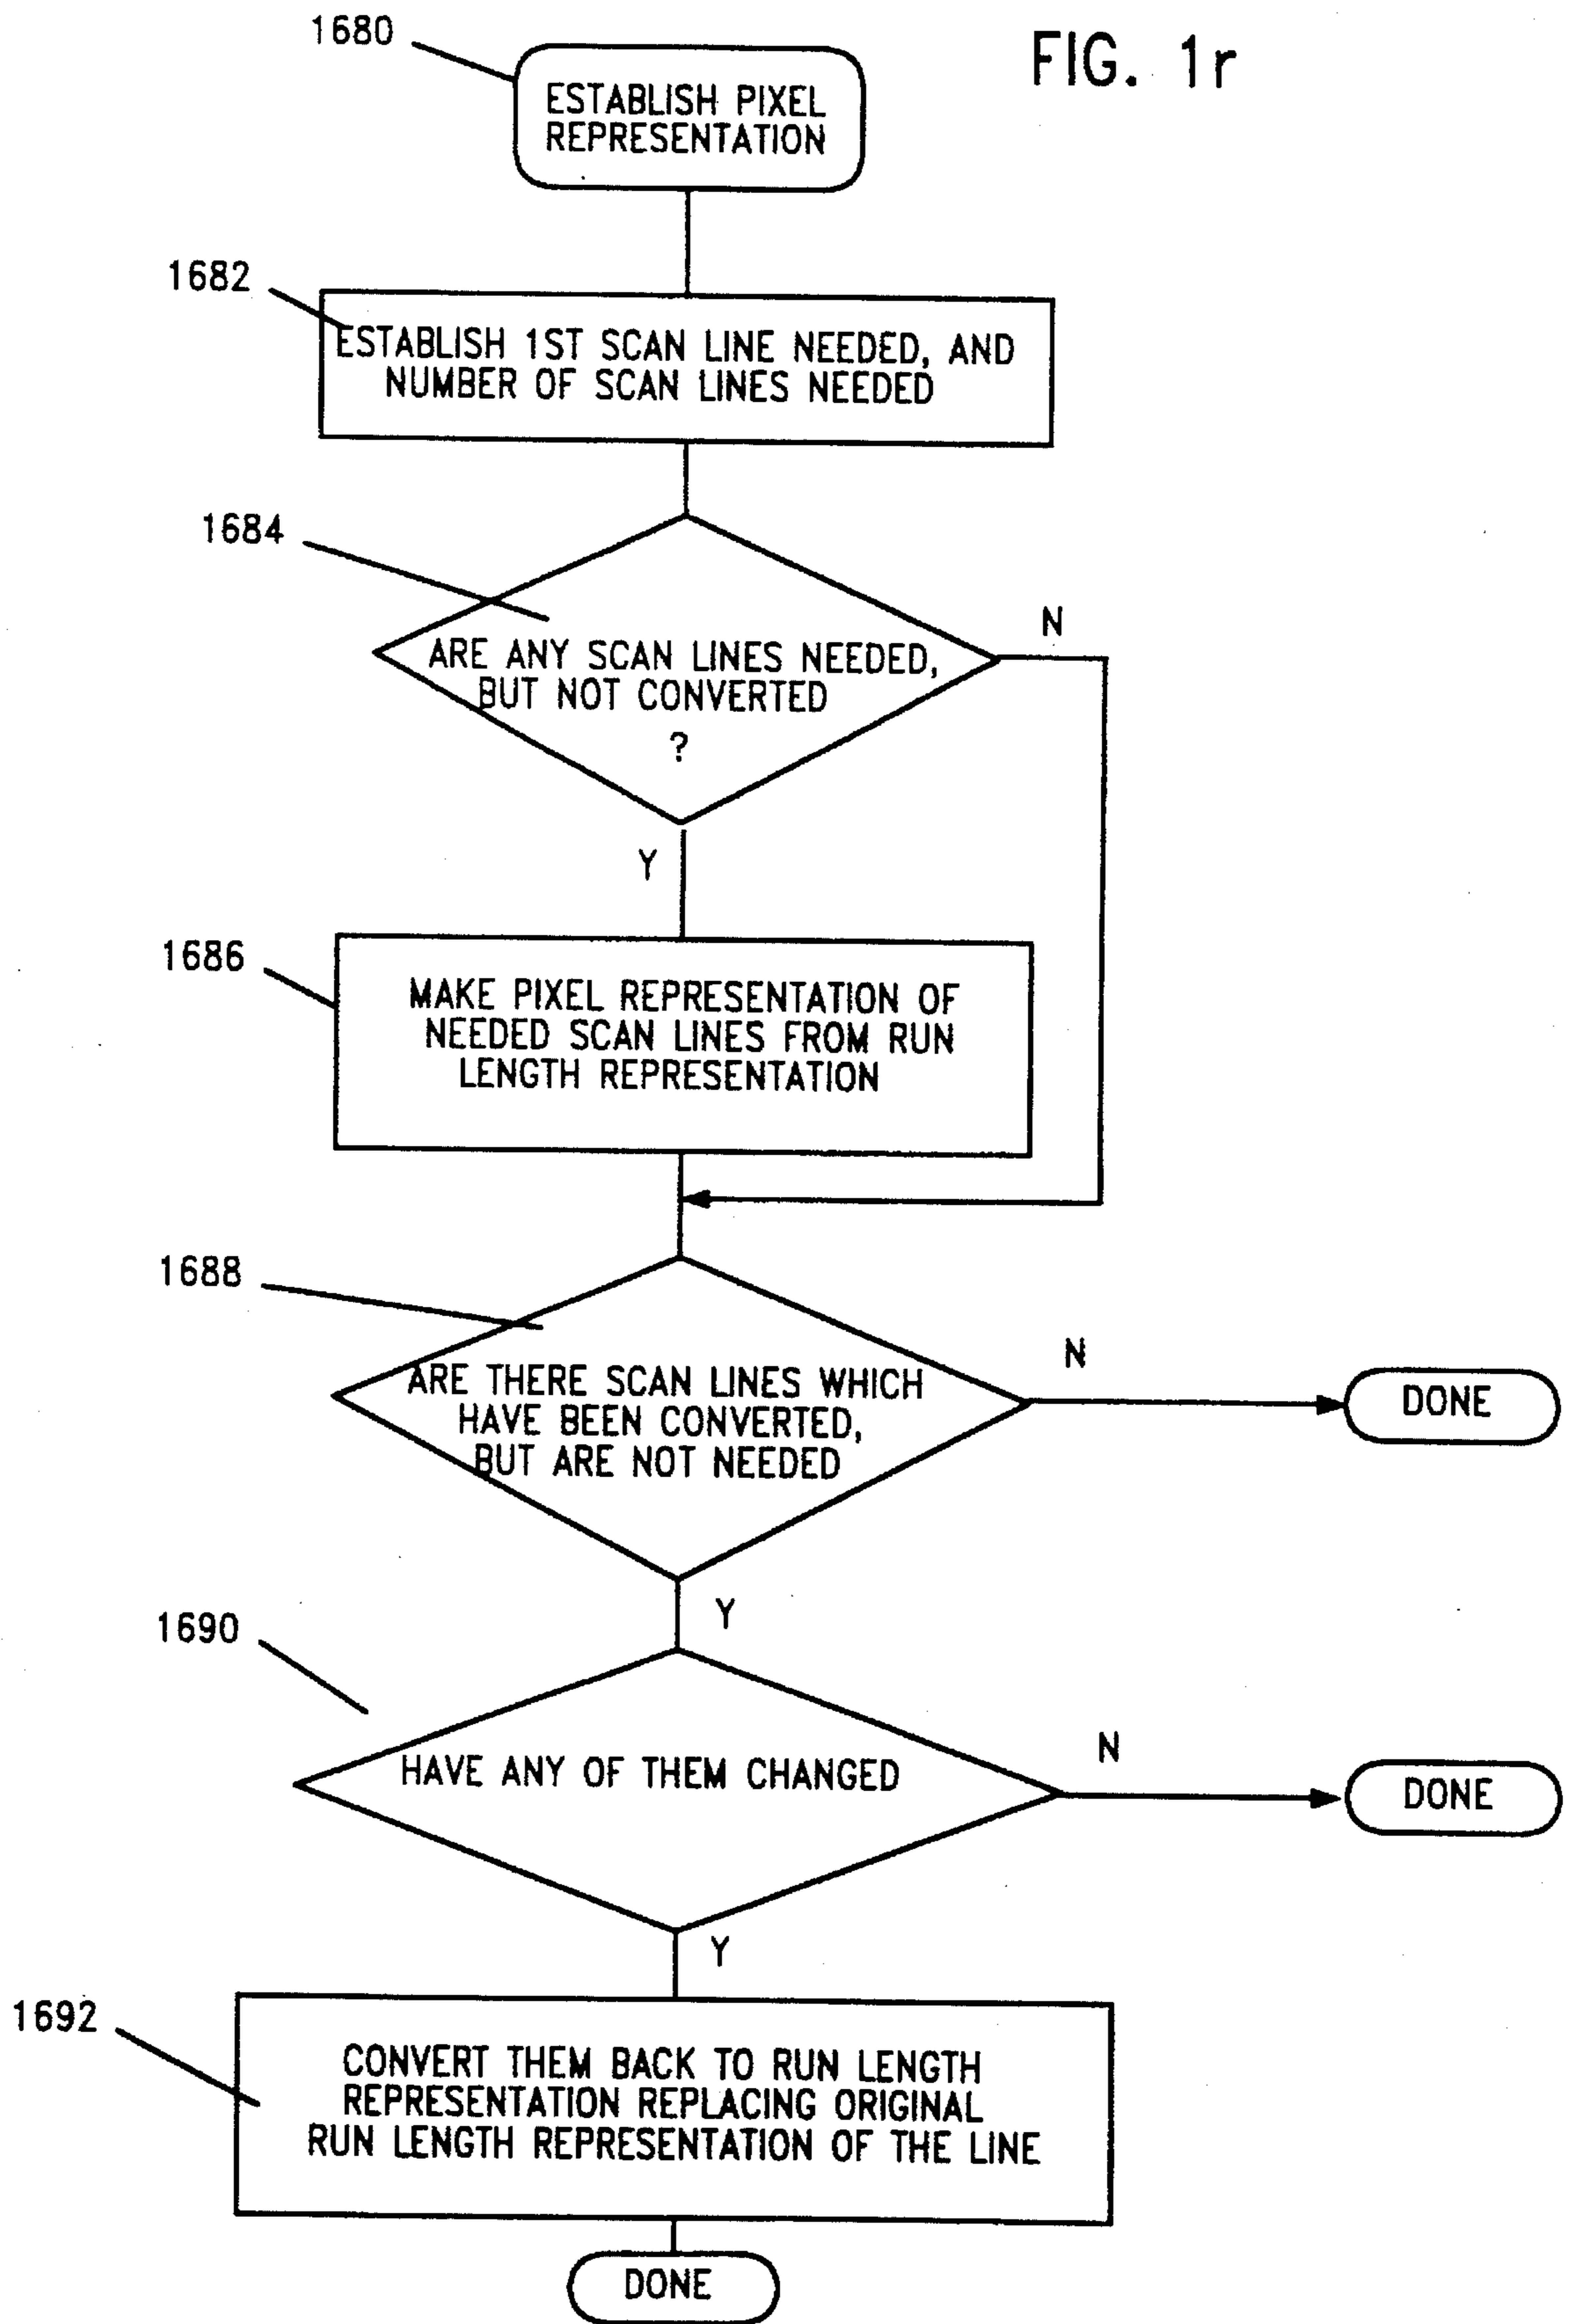 FIG. 1r
1680
ESTABLISH PIXEL
REPRESENTATION
1682
ESTABLISH 1ST SCAN LINE NEEDED, AND
NUMBER OF SCAN LINES NEEDED
1684
ARE ANY SCAN LINES NEEDED,
BUT NOT CONVERTED
?
N
Y
1686
MAKE PIXEL REPRESENTATION OF
NEEDED SCAN LINES FROM RUN
LENGTH REPRESENTATION
1688
ARE THERE SCAN LINES WHICH
HAVE BEEN CONVERTED,
BUT ARE NOT NEEDED
N
DONE
Y
1690
HAVE ANY OF THEM CHANGED
N
DONE
Y
1692
CONVERT THEM BACK TO RUN LENGTH
REPRESENTATION REPLACING ORIGINAL
RUN LENGTH REPRESENTATION OF THE LINE
DONE